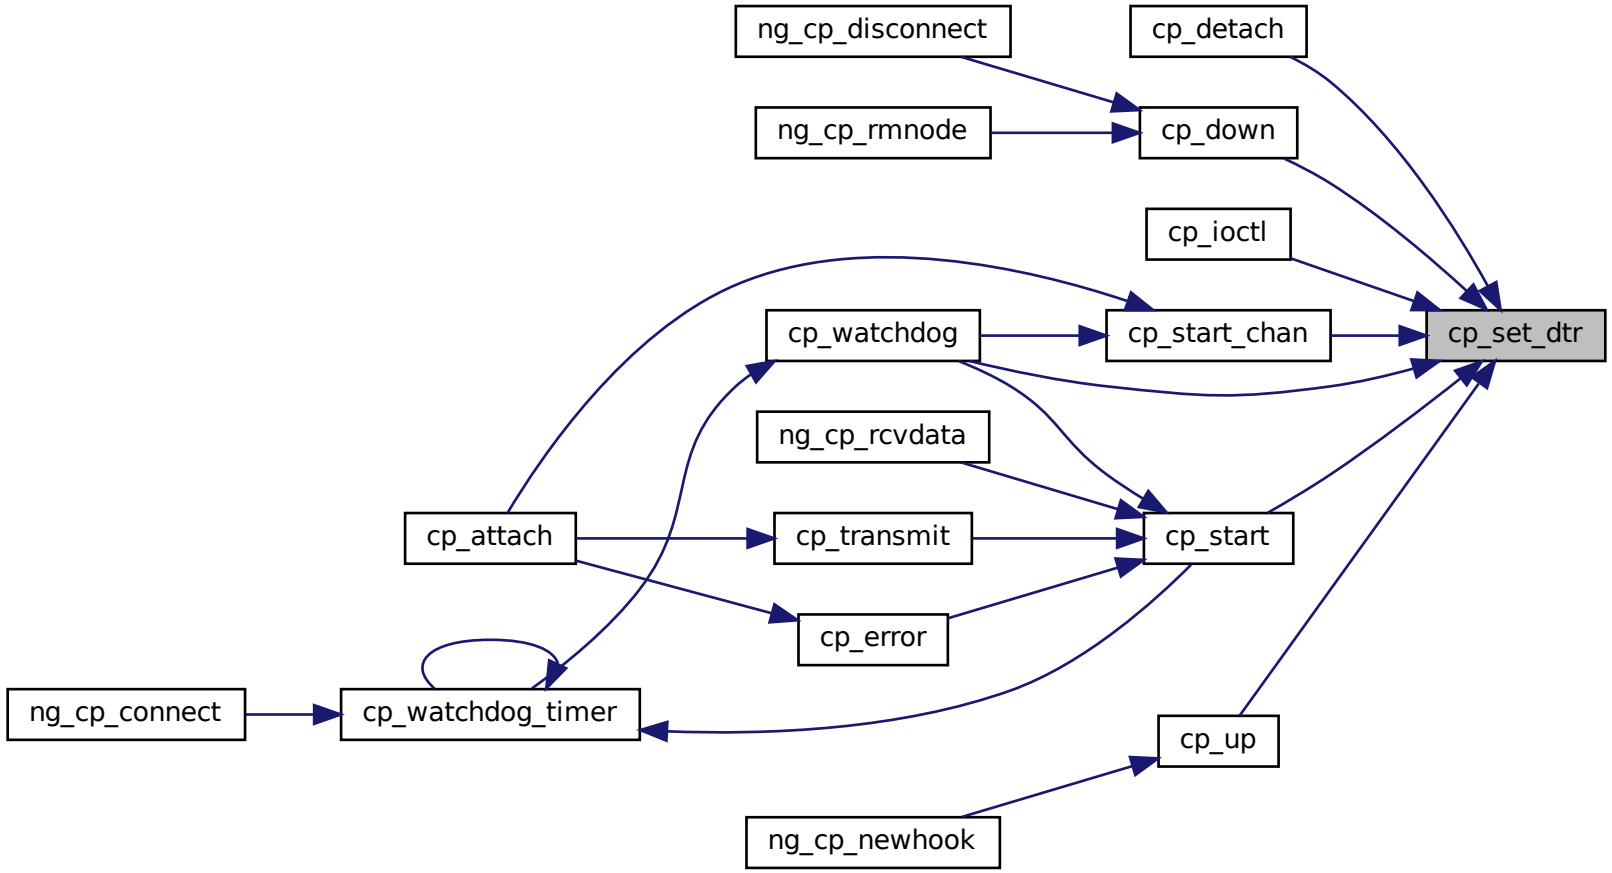 ng_cp_disconnect
cp_detach
ng_cp_rmnode
cp_down
cp_ioctl
cp_watchdog
cp_start_chan
cp_set_dtr
ng_cp_rcvdata
cp_attach
cp_transmit
cp_start
cp_error
ng_cp_connect
cp_watchdog_timer
cp_up
ng_cp_newhook